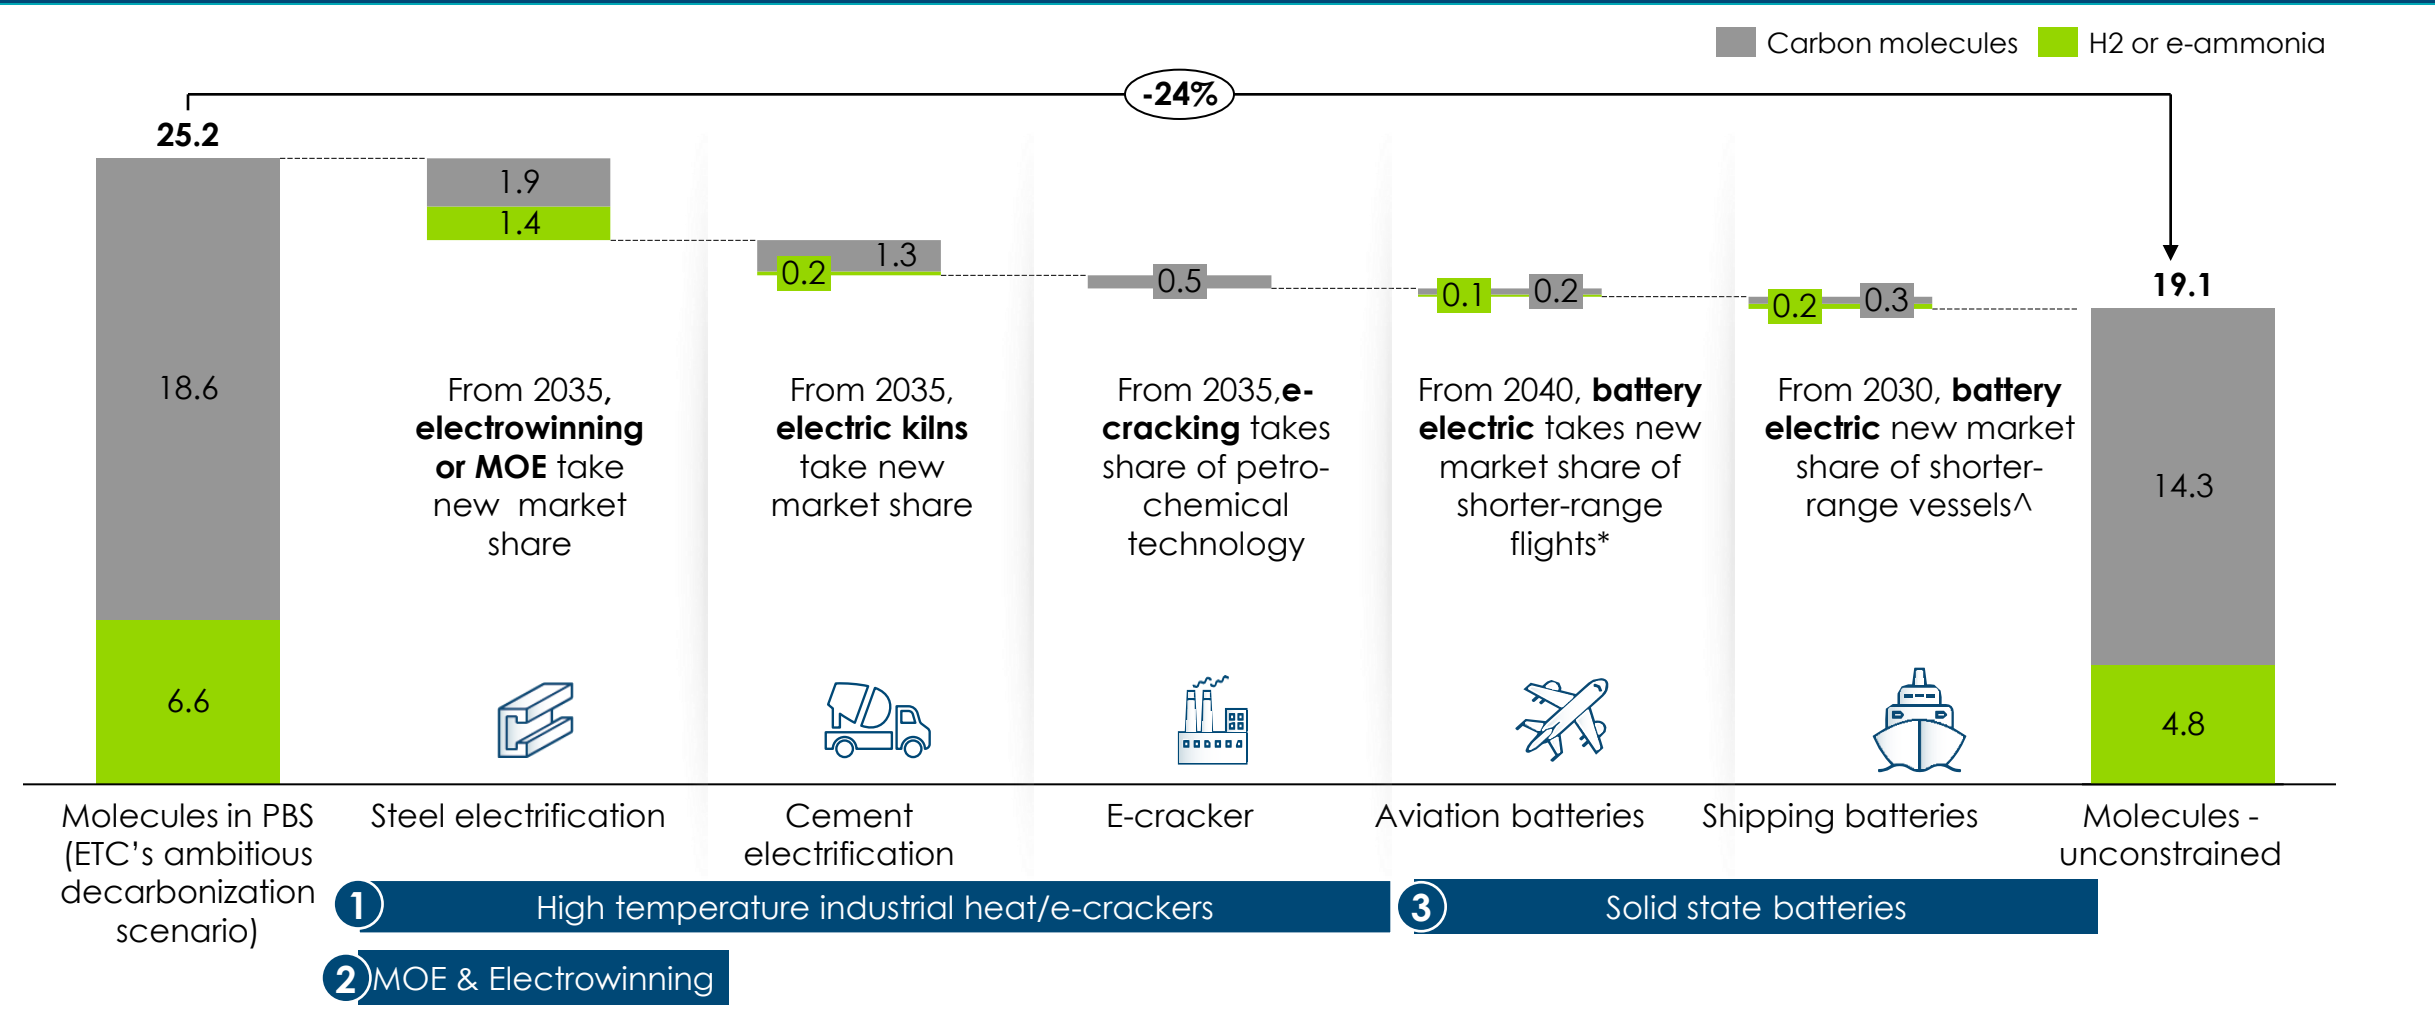 Carbon molecules
H2 or e-ammonia
-24%
25.2
18.6
6.6
1.9
1.4
1.3
0.2
0.5
0.1
0.2
0.2
0.3
19.1
14.3
4.8
From 2035,
electrowinning
or MOE take
new market
share
From 2035,
electric kilns
take new
market share
From 2035,e-
cracking takes
share of petro-
chemical
technology
From 2040, battery
electric takes new
market share of
shorter-range
flights*
From 2030, battery
electric new market
share of shorter-
range vessels^
Molecules in PBS
(ETC's ambitious
decarbonization
scenario)
Steel electrification
Cement
electrification
E-cracker
Aviation batteries
Shipping batteries
Molecules -
unconstrained
1
High temperature industrial heat/e-crackers
3
Solid state batteries
2
MOE & Electrowinning